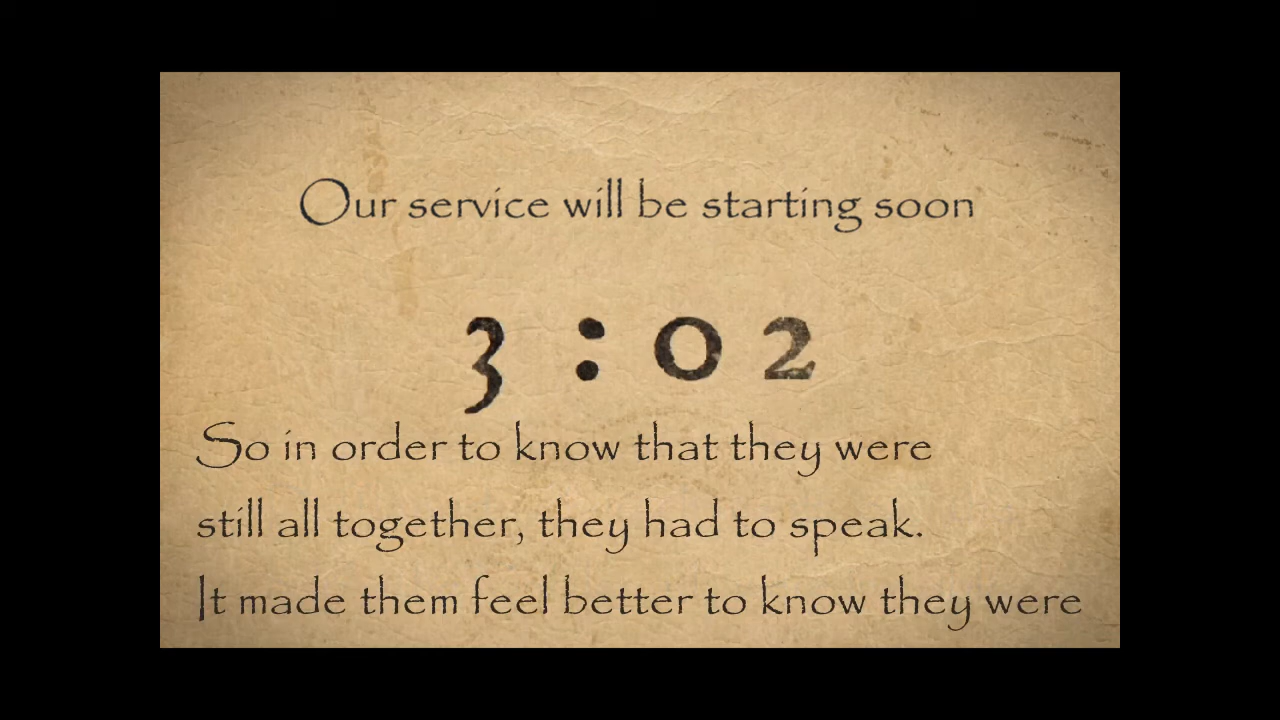 Our service will be starting soon
3:02
So in order to know that they were
still all together, they had to speak.
It made them feel better to know they were